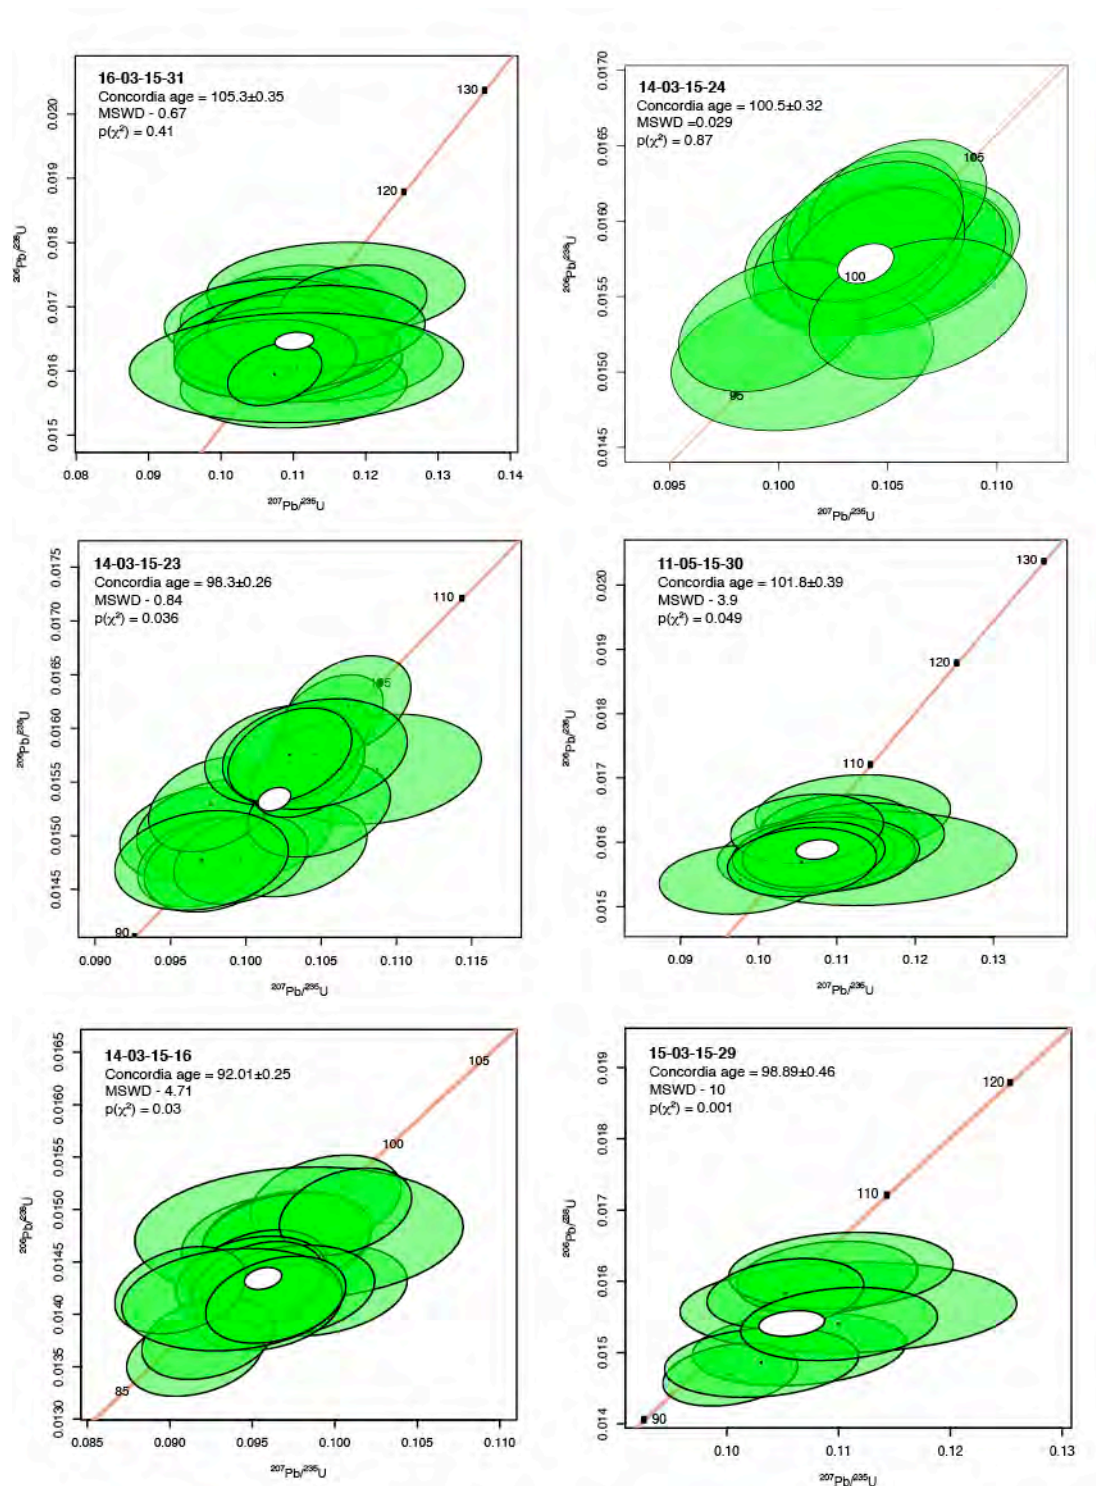 16-03-15-31
Concordia age = 105.3±0.35
MSWD - 0.67
p(χ²) = 0.41
130
120
0.020
0.019
0.018
0.017
0.016
0.015
²⁰⁶Pb/²³⁸U
0.08 0.09 0.10 0.11 0.12 0.13 0.14
²⁰⁷Pb/²³⁵U
14-03-15-24
Concordia age = 100.5±0.32
MSWD =0.029
p(χ²) = 0.87
105
100
95
0.0170
0.0165
0.0160
0.0155
0.0150
0.0145
²⁰⁶Pb/²³⁸U
0.095 0.100 0.105 0.110
²⁰⁷Pb/²³⁵U
14-03-15-23
Concordia age = 98.3±0.26
MSWD - 0.84
p(χ²) = 0.036
110
105
90
0.0175
0.0170
0.0165
0.0160
0.0155
0.0150
0.0145
²⁰⁶Pb/²³⁸U
0.090 0.095 0.100 0.105 0.110 0.115
²⁰⁷Pb/²³⁵U
11-05-15-30
Concordia age = 101.8±0.39
MSWD - 3.9
p(χ²) = 0.049
130
120
110
0.020
0.019
0.018
0.017
0.016
0.015
²⁰⁶Pb/²³⁸U
0.09 0.10 0.11 0.12 0.13
²⁰⁷Pb/²³⁵U
14-03-15-16
Concordia age = 92.01±0.25
MSWD - 4.71
p(χ²) = 0.03
105
100
85
0.0165
0.0160
0.0155
0.0150
0.0145
0.0140
0.0135
0.0130
²⁰⁶Pb/²³⁸U
0.085 0.090 0.095 0.100 0.105 0.110
²⁰⁷Pb/²³⁵U
15-03-15-29
Concordia age = 98.89±0.46
MSWD - 10
p(χ²) = 0.001
120
110
90
0.019
0.018
0.017
0.016
0.015
0.014
²⁰⁶Pb/²³⁸U
0.10 0.11 0.12 0.13
²⁰⁷Pb/²³⁵U